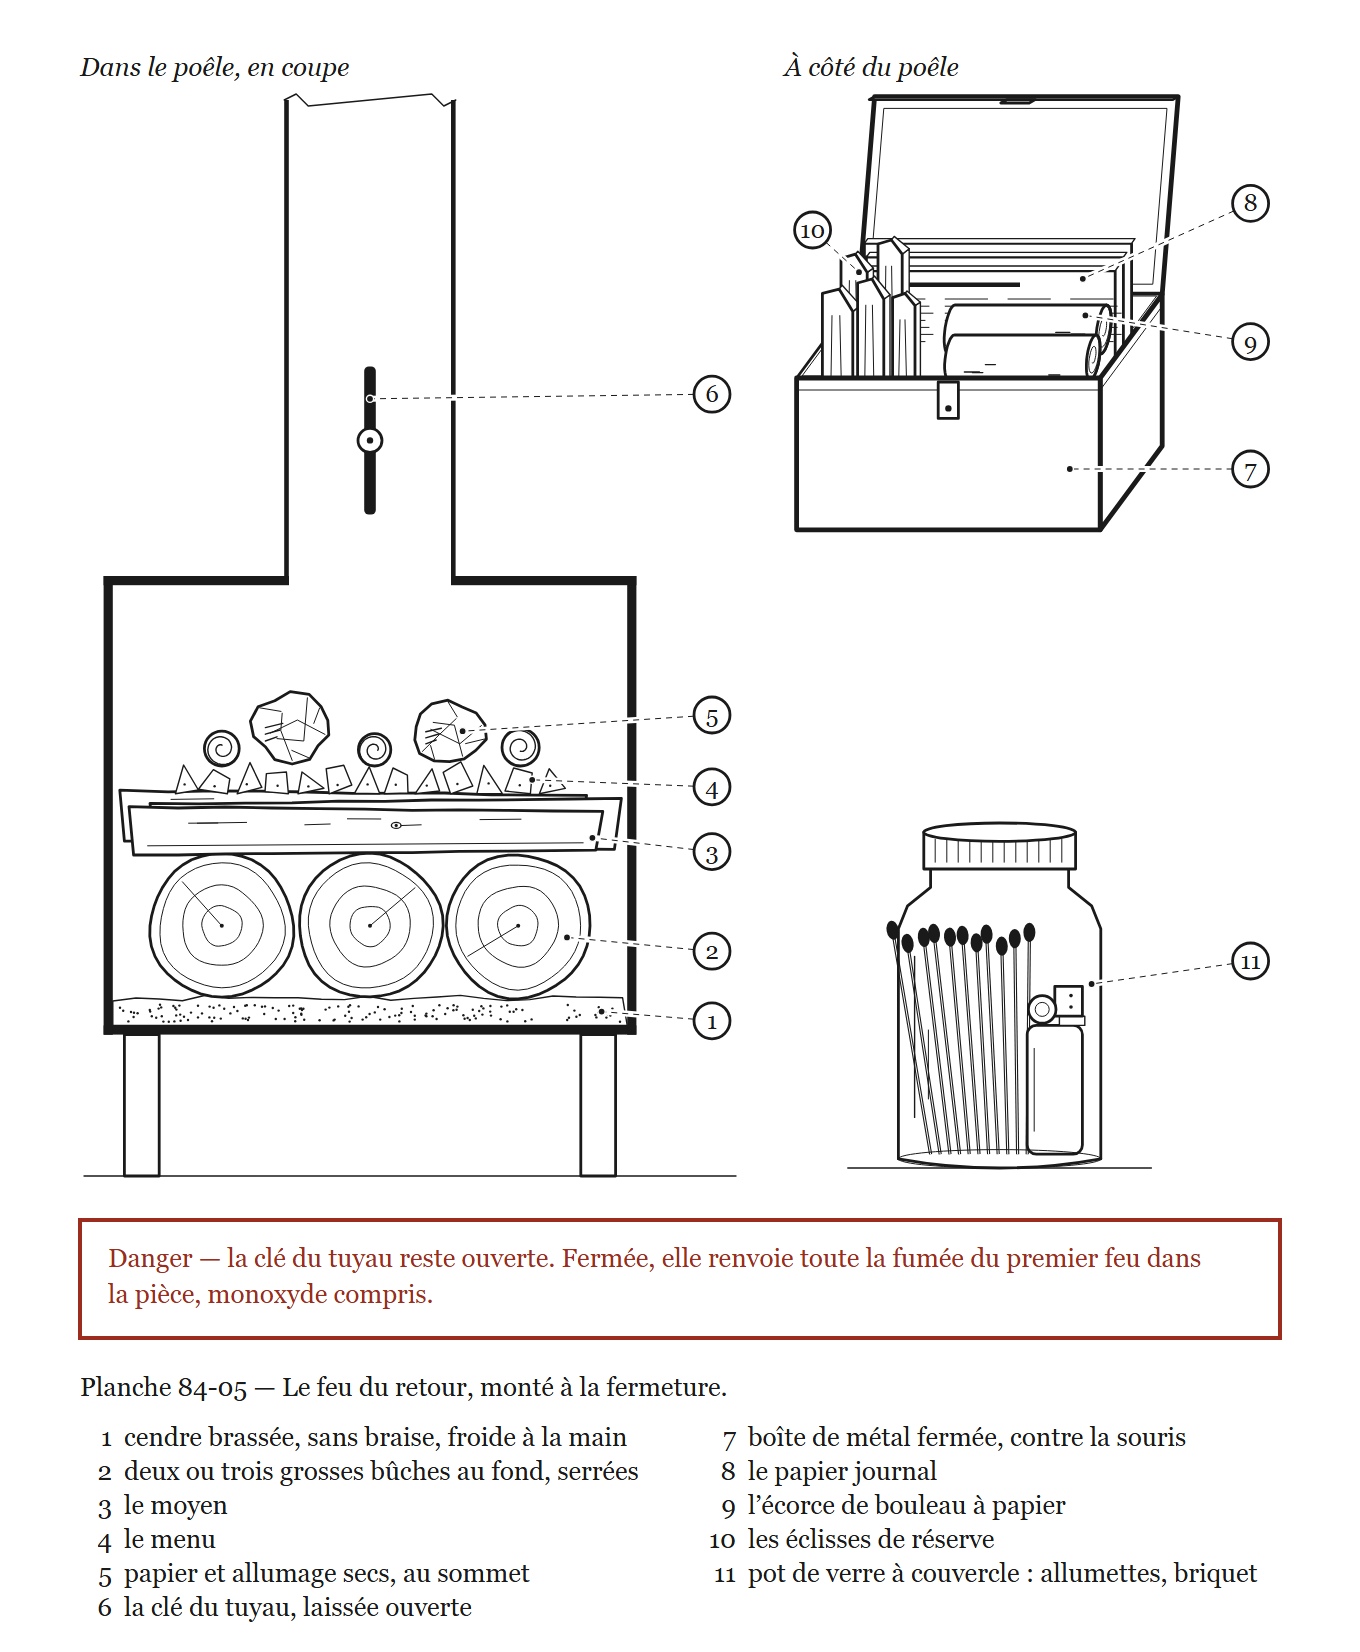 Dans le poêle, en coupe
À côté du poêle
8
10
9
6
7
5
4
3
2
11
1
Danger — la clé du tuyau reste ouverte. Fermée, elle renvoie toute la fumée du premier feu dans
la pièce, monoxyde compris.
Planche 84-05 — Le feu du retour, monté à la fermeture.
1 cendre brassée, sans braise, froide à la main
2 deux ou trois grosses bûches au fond, serrées
3 le moyen
4 le menu
5 papier et allumage secs, au sommet
6 la clé du tuyau, laissée ouverte
7 boîte de métal fermée, contre la souris
8 le papier journal
9 l’écorce de bouleau à papier
10 les éclisses de réserve
11 pot de verre à couvercle : allumettes, briquet